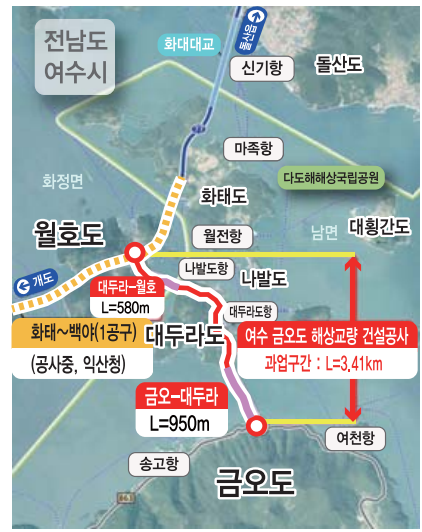 전남도
여수시
화대대교
돌산읍
신기항
돌산도
마족항
다도해해상국립공원
화정면
화태도
월호도
월전항
남면
대횡간도
개도
나발도항
나발도
대두라-월호
L=580m
대두라도항
화태~백야(1공구)
(공사중, 익산청)
대두라도
여수 금오도 해상교량 건설공사
과업구간 : L=3.41km
금오-대두라
L=950m
여천항
송고항
금오도
863